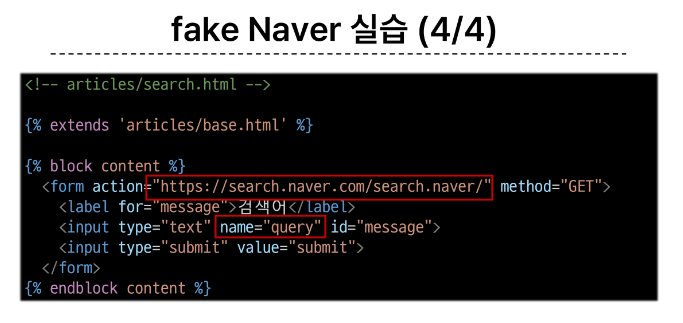 fake Naver 실습 (4/4)
<!-- articles/search.html -->
{% extends 'articles/base.html' %}
{% block content %}
<form action="https://search.naver.com/search.naver/" method="GET">
<label for="message">검색어</label>
<input type="text" name="query" id="message">
<input type="submit" value="submit">
</form>
{% endblock content %}